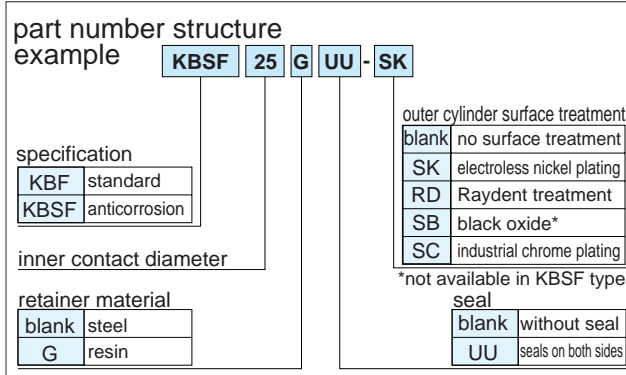 part number structure
example
KBSF 25 G UU - SK
specification
KBF standard
KBSF anticorrosion
inner contact diameter
retainer material
blank steel
G resin
outer cylinder surface treatment
blank no surface treatment
SK electroless nickel plating
RD Raydent treatment
SB black oxide*
SC industrial chrome plating
*not available in KBSF type
seal
blank without seal
UU seals on both sides